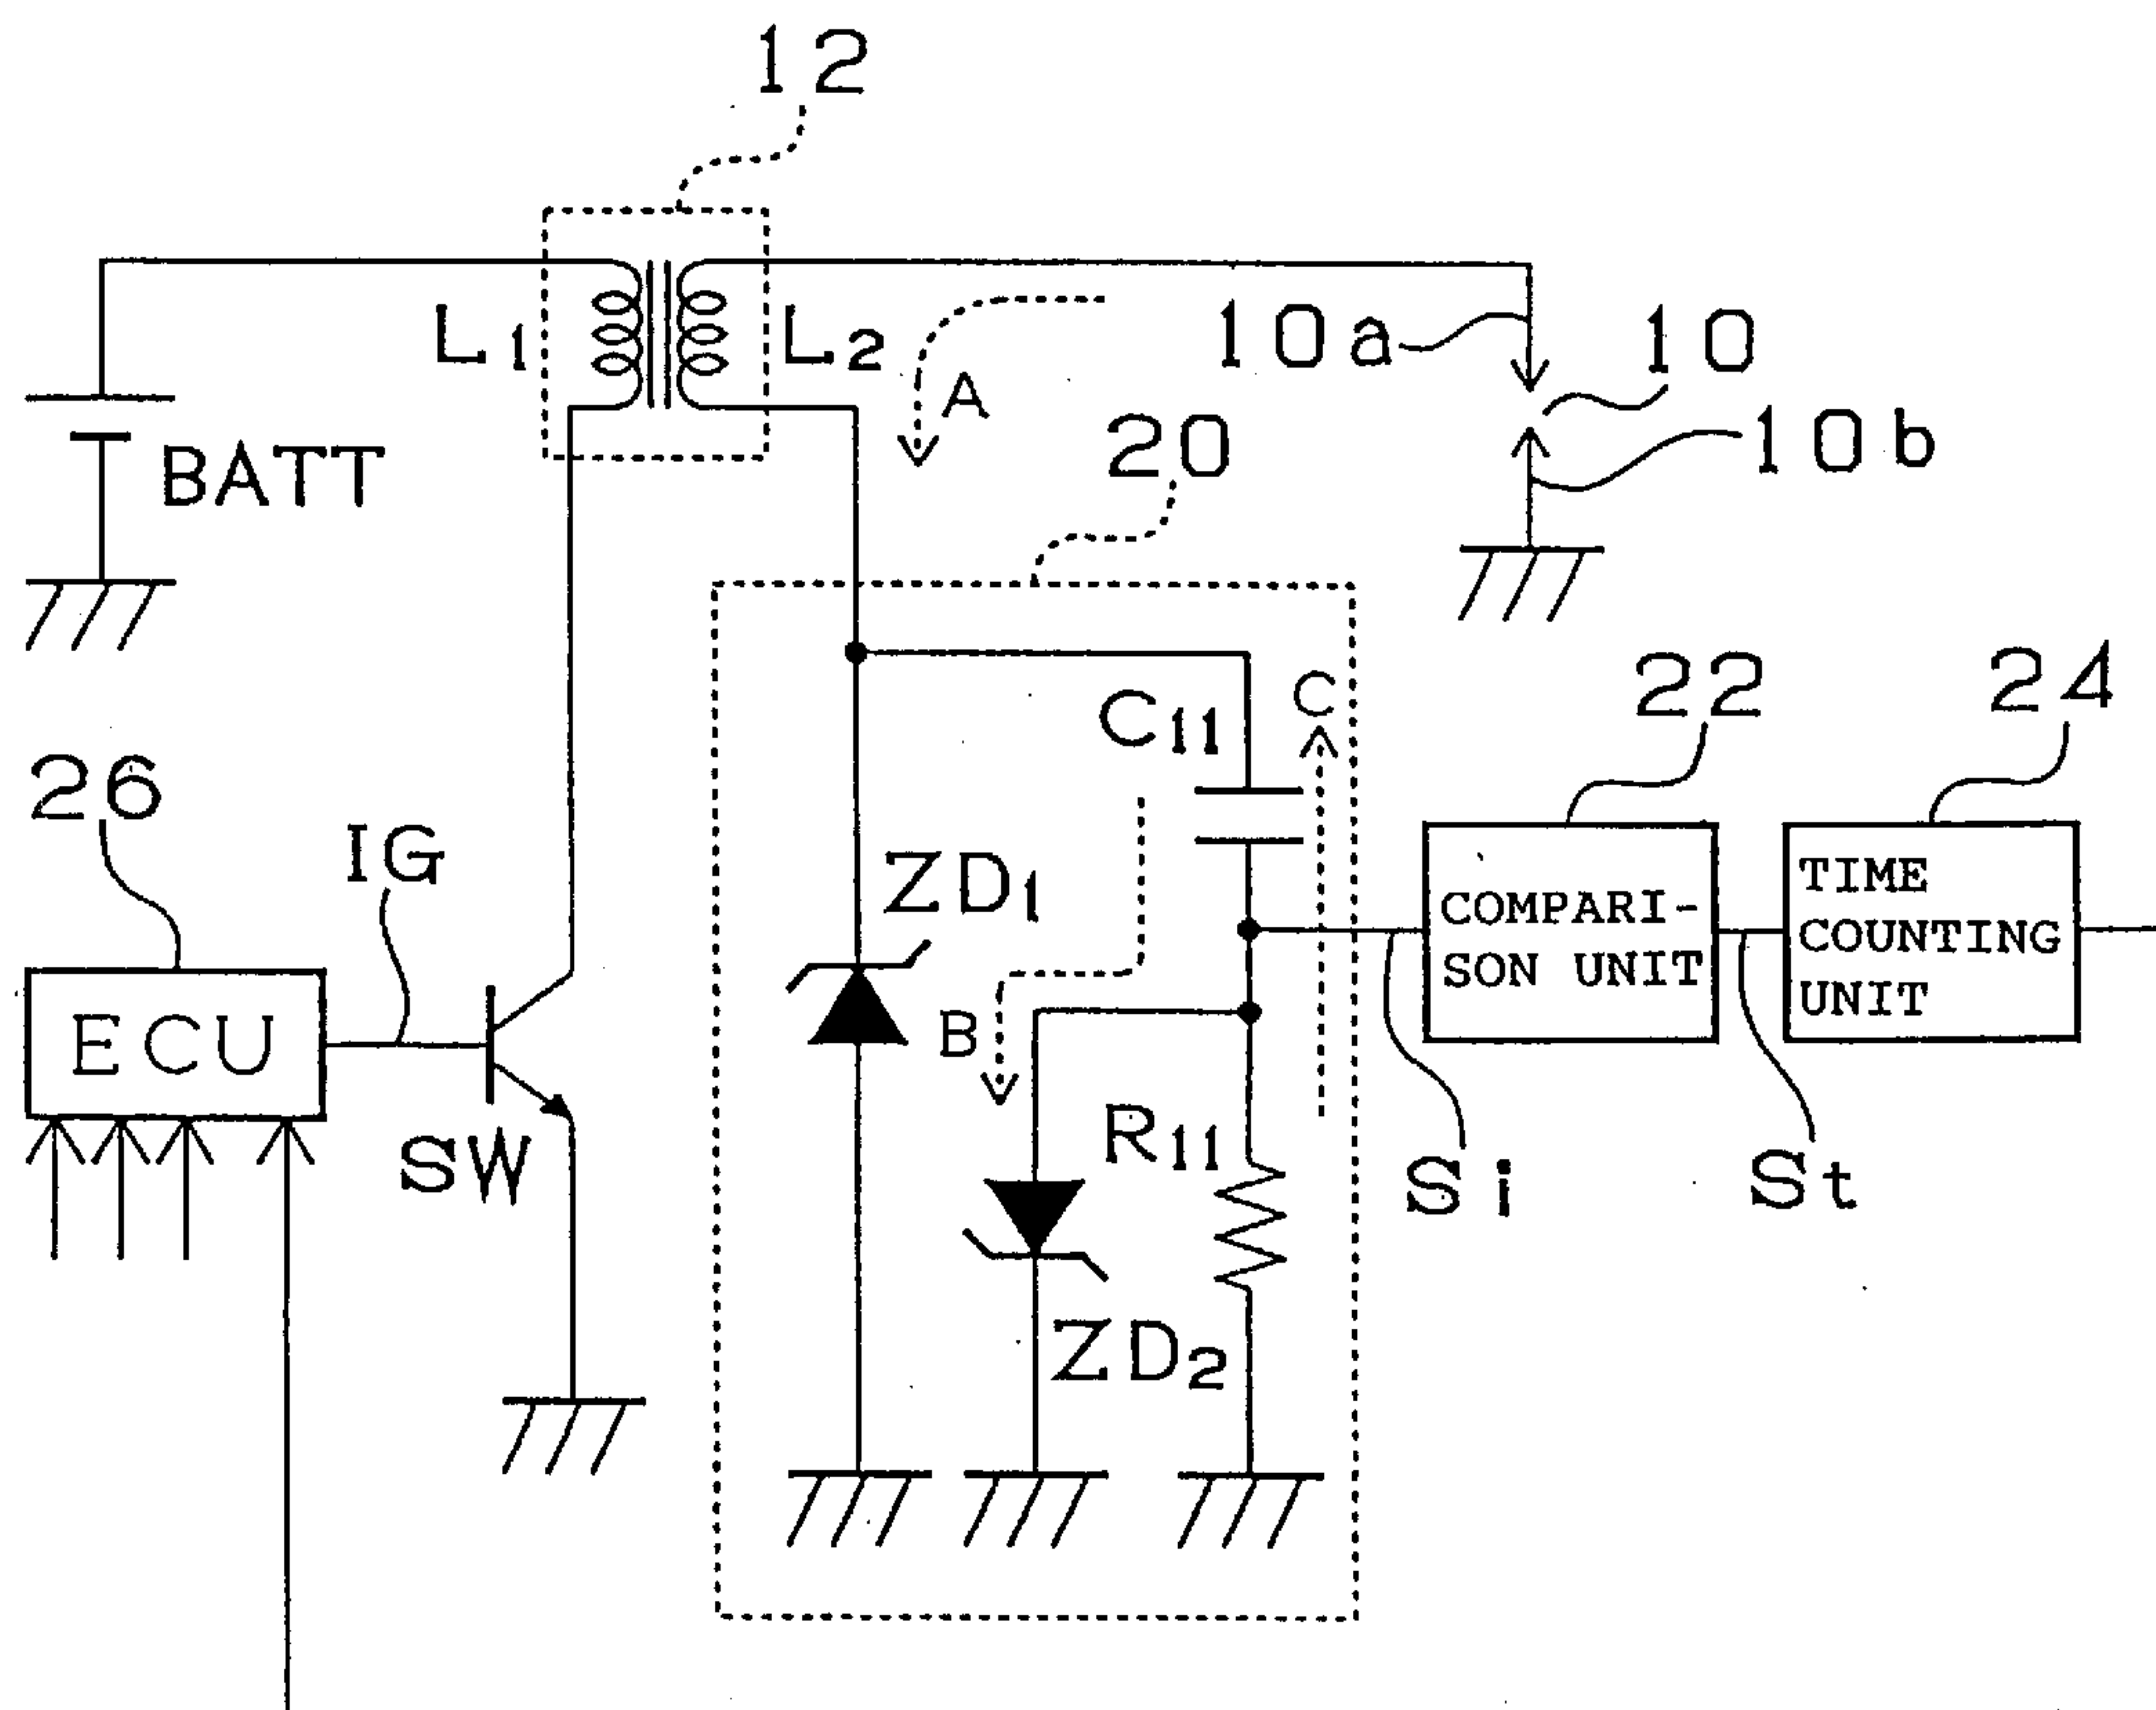 12
L1
L2
10a
10
A
20
10b
BATT
22
24
C11
C
26
IG
ZD1
COMPARI-
SON UNIT
TIME
COUNTING
UNIT
ECU
B
SW
R11
Si
St
ZD2